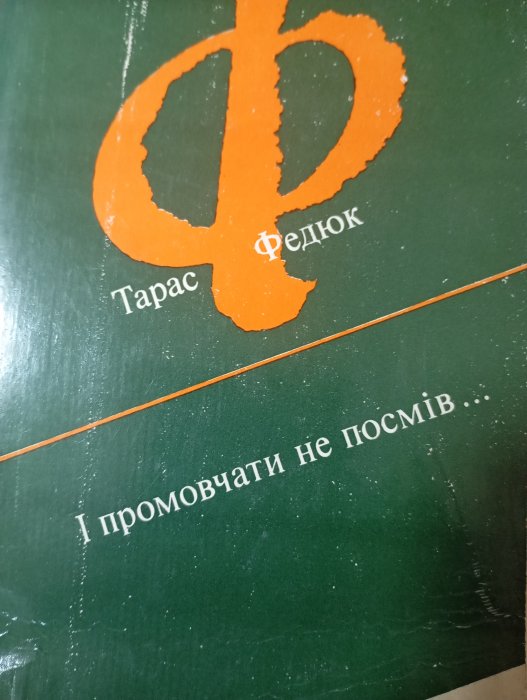 Ф
Тарас Федюк
І промовчати не посмів...